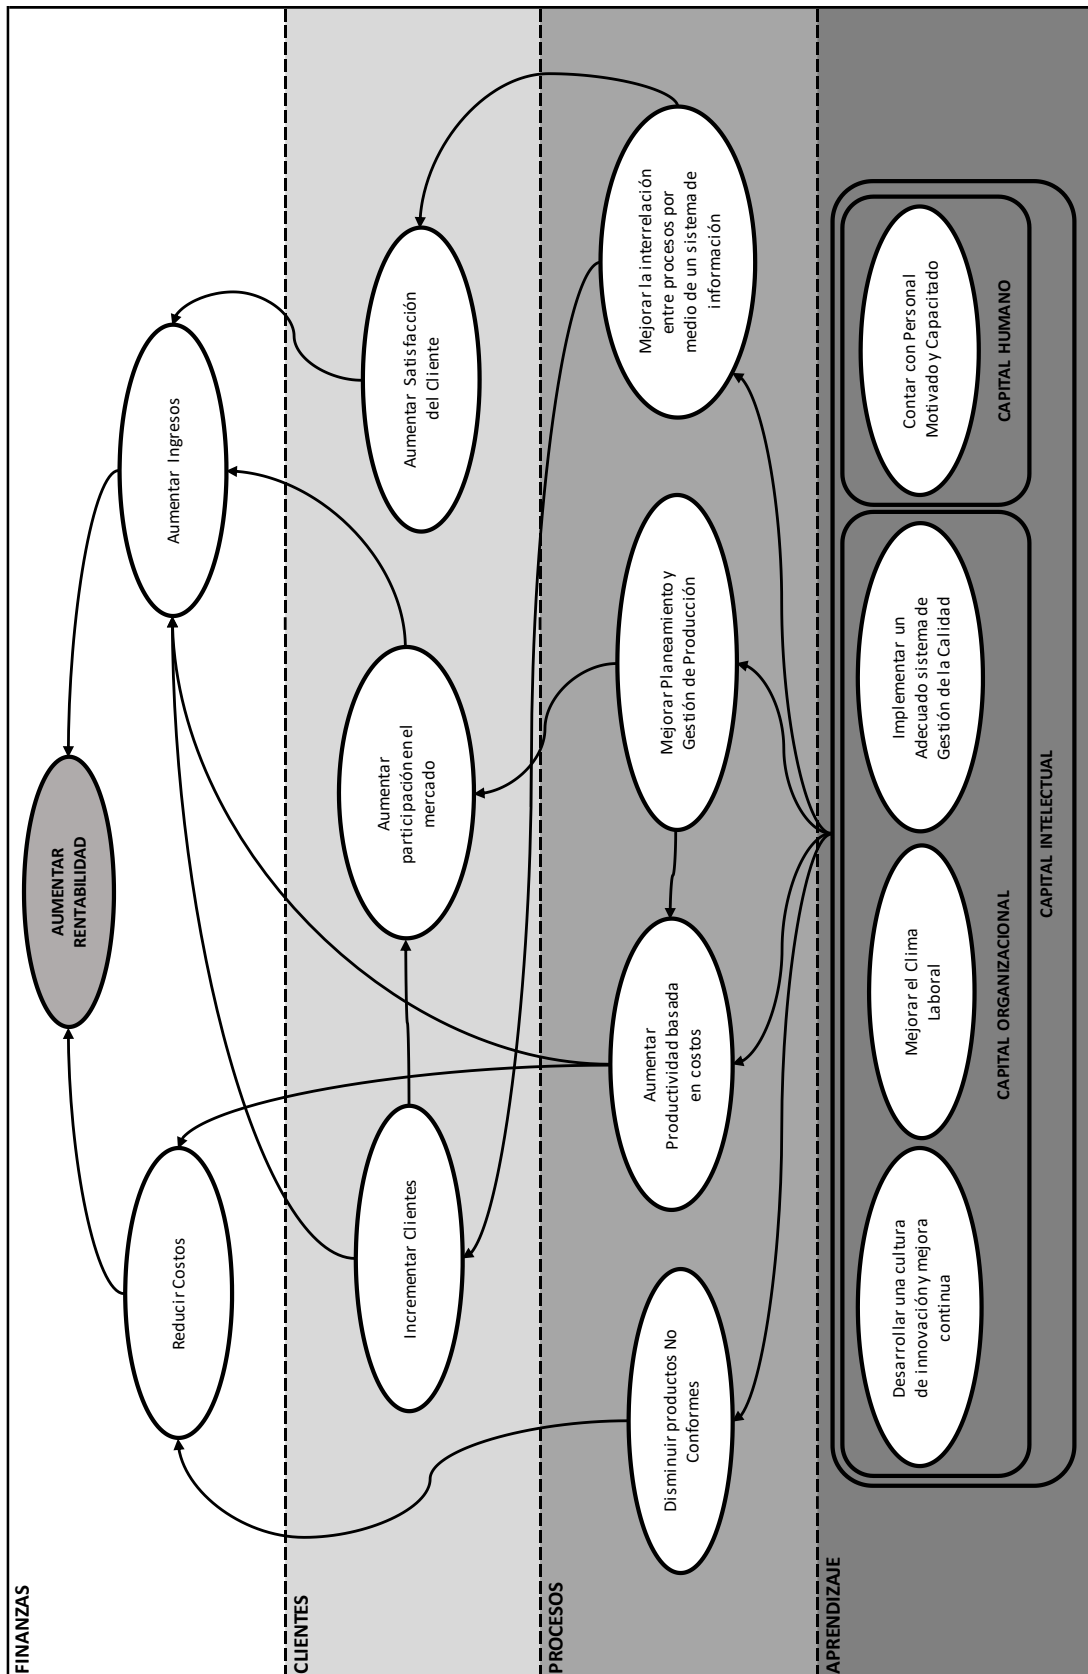 FINANZAS
AUMENTAR
RENTABILIDAD
Reducir Costos
Aumentar Ingresos
CLIENTES
Incrementar Clientes
Aumentar
participación en el
mercado
Aumentar Satisfacción
del Cliente
PROCESOS
Disminuir productos No
Conformes
Aumentar
Productividad basada
en costos
Mejorar Planeamiento y
Gestión de Producción
Mejorar la interrelación
entre procesos por
medio de un sistema de
información
APRENDIZAJE
Desarrollar una cultura
de innovación y mejora
continua
Mejorar el Clima
Laboral
Implementar un
Adecuado sistema de
Gestión de la Calidad
Contar con Personal
Motivado y Capacitado
CAPITAL ORGANIZACIONAL
CAPITAL HUMANO
CAPITAL INTELECTUAL